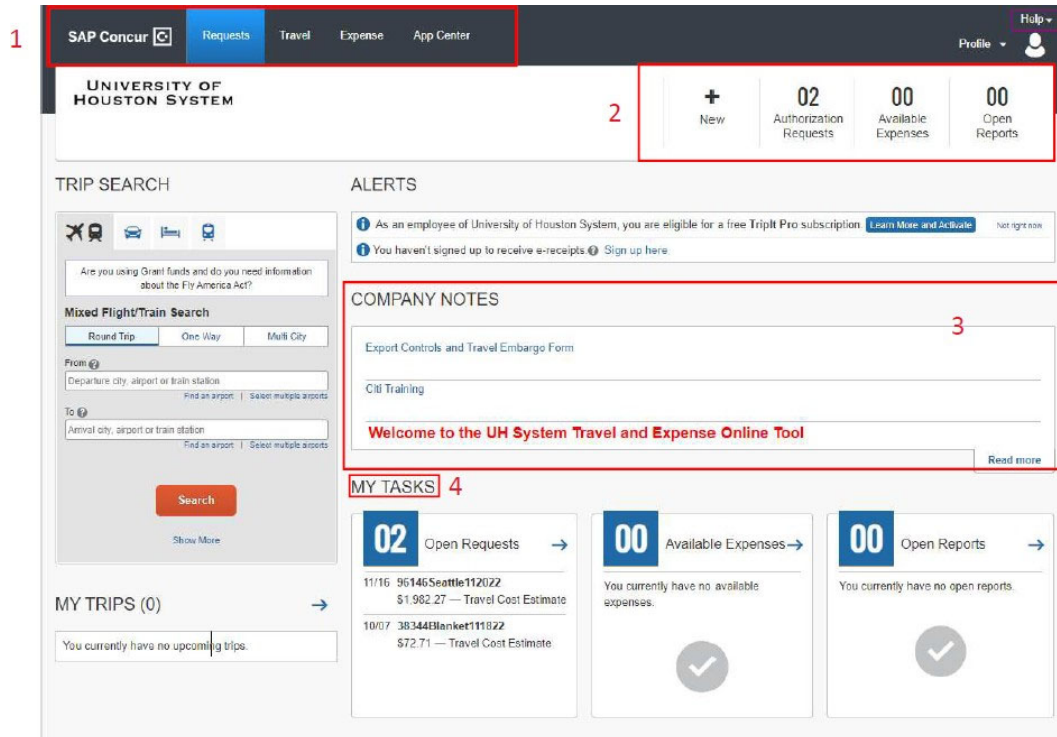 1
SAP Concur
Requests
Travel
Expense
App Center
Help
Profile
UNIVERSITY OF
HOUSTON SYSTEM
2
+
New
02
Authorization
Requests
00
Available
Expenses
00
Open
Reports
TRIP SEARCH
Are you using Grant funds and do you need information
about the Fly America Act?
Mixed Flight/Train Search
Round Trip
One Way
Multi City
From
Departure city, airport or train station
Find an airport | Select multiple airports
To
Arrival city, airport or train station
Find an airport | Select multiple airports
Search
Show More
MY TRIPS (0)
You currently have no upcoming trips.
ALERTS
As an employee of University of Houston System, you are eligible for a free TripIt Pro subscription. Learn More and Activate Not right now
You haven't signed up to receive e-receipts. Sign up here
COMPANY NOTES
3
Export Controls and Travel Embargo Form
Citi Training
Welcome to the UH System Travel and Expense Online Tool
Read more
MY TASKS 4
02 Open Requests →
11/16 96146Seattle112022
$1,982.27 — Travel Cost Estimate
10/07 38344Blanket111822
$72.71 — Travel Cost Estimate
00 Available Expenses→
You currently have no available
expenses.
00 Open Reports →
You currently have no open reports.